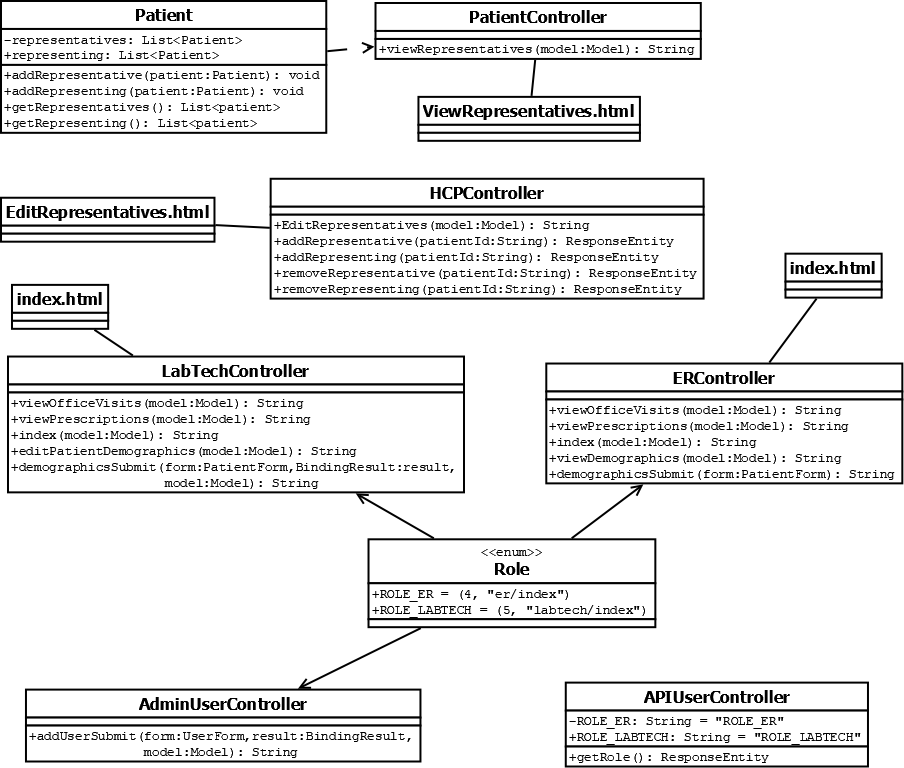 Patient
-representatives: List<Patient>
+representing: List<Patient>
+addRepresentative(patient:Patient): void
+addRepresenting(patient:Patient): void
+getRepresentatives(): List<patient>
+getRepresenting(): List<patient>
PatientController
+viewRepresentatives(model:Model): String
ViewRepresentatives.html
EditRepresentatives.html
HCPController
+EditRepresentatives(model:Model): String
+addRepresentative(patientId:String): ResponseEntity
+addRepresenting(patientId:String): ResponseEntity
+removeRepresentative(patientId:String): ResponseEntity
+removeRepresenting(patientId:String): ResponseEntity
index.html
index.html
LabTechController
+viewOfficeVisits(model:Model): String
+viewPrescriptions(model:Model): String
+index(model:Model): String
+editPatientDemographics(model:Model): String
+demographicsSubmit(form:PatientForm,BindingResult:result,
model:Model): String
ERController
+viewOfficeVisits(model:Model): String
+viewPrescriptions(model:Model): String
+index(model:Model): String
+viewDemographics(model:Model): String
+demographicsSubmit(form:PatientForm): String
<<enum>>
Role
+ROLE_ER = (4, "er/index")
+ROLE_LABTECH = (5, "labtech/index")
AdminUserController
+addUserSubmit(form:UserForm,result:BindingResult,
model:Model): String
APIUserController
-ROLE_ER: String = "ROLE_ER"
+ROLE_LABTECH: String = "ROLE_LABTECH"
+getRole(): ResponseEntity